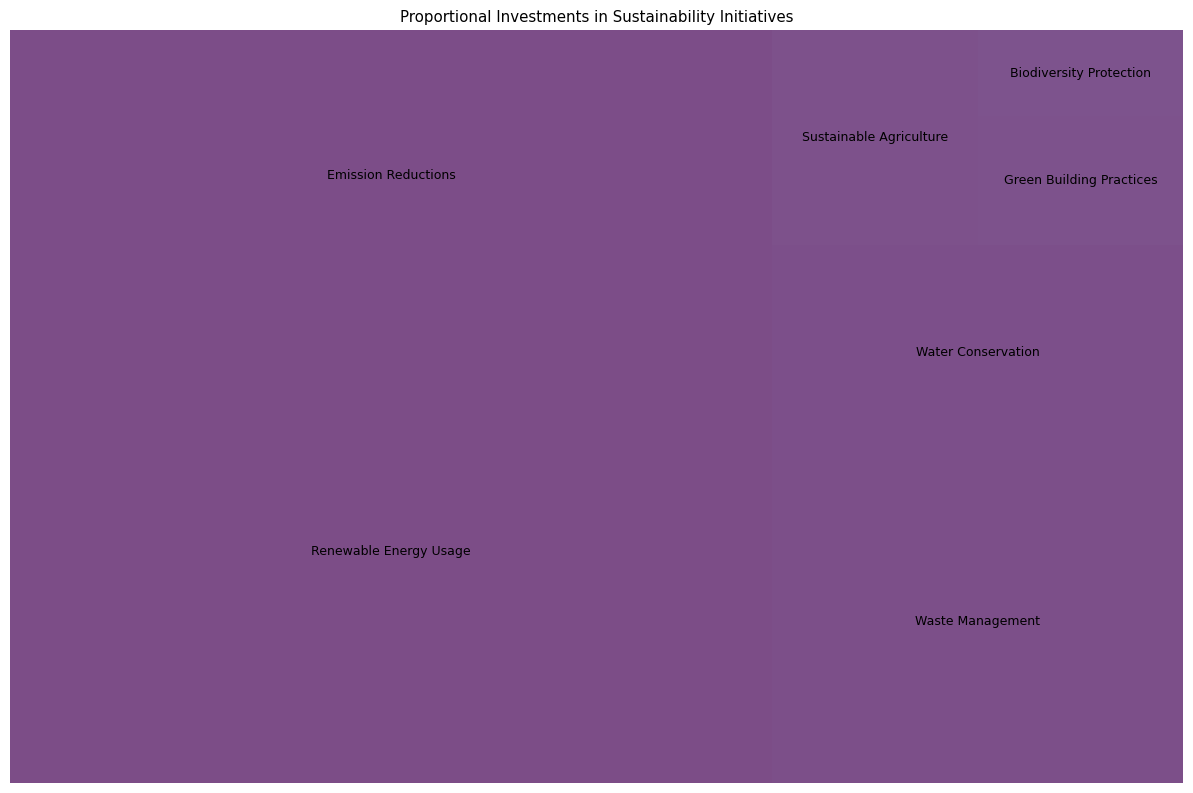 Proportional Investments in Sustainability Initiatives
Biodiversity Protection
Sustainable Agriculture
Emission Reductions
Green Building Practices
Water Conservation
Renewable Energy Usage
Waste Management